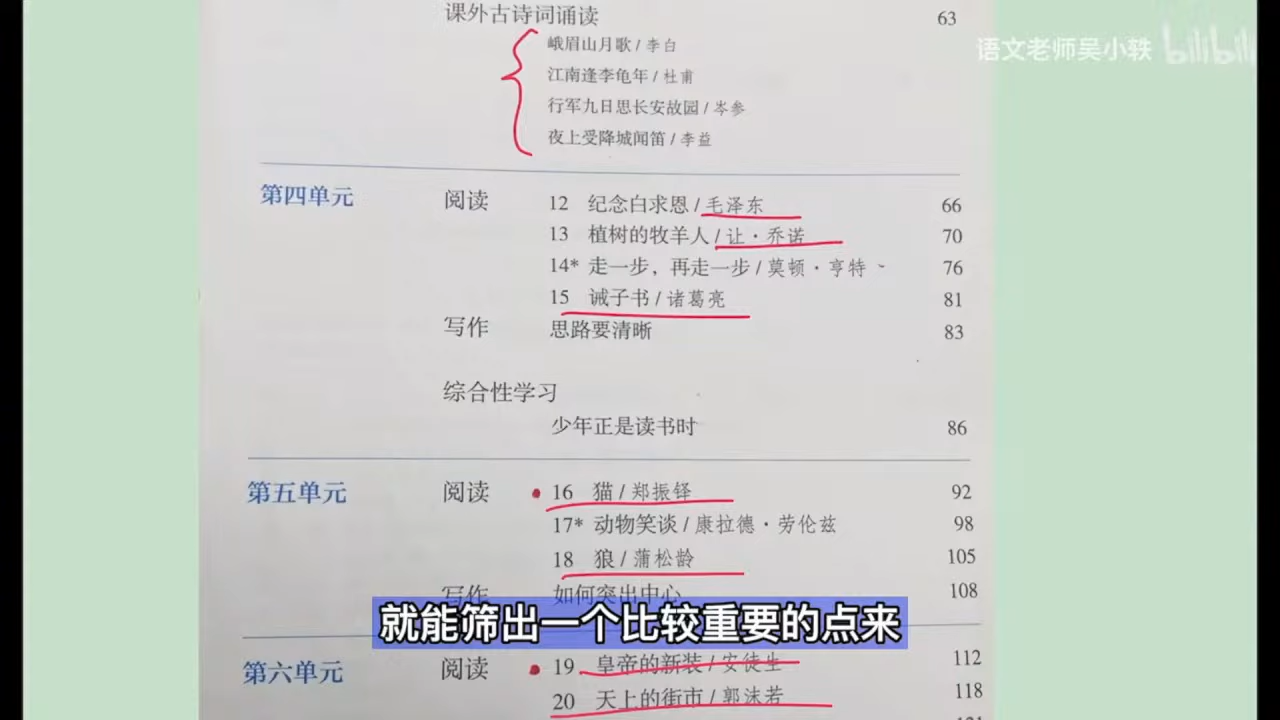 课外古诗词诵读 63
峨眉山月歌 / 李白
语文老师吴小轶 bilibili
江南逢李龟年 / 杜甫
行军九日思长安故园 / 岑参
夜上受降城闻笛 / 李益
第四单元 阅读 12 纪念白求恩 / 毛泽东 66
13 植树的牧羊人 / 让·乔诺 70
14* 走一步，再走一步 / 莫顿·亨特 76
15 诫子书 / 诸葛亮 81
写作 思路要清晰 83
综合性学习
少年正是读书时 86
第五单元 阅读 16 猫 / 郑振铎 92
17* 动物笑谈 / 康拉德·劳伦兹 98
18 狼 / 蒲松龄 105
写作 如何突出中心 108
就能筛出一个比较重要的点来
第六单元 阅读 19 皇帝的新装 / 安徒生 112
20 天上的街市 / 郭沫若 118